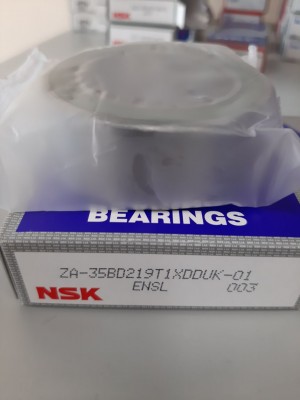 BEARINGS
ZA-35BD219T1XDDUK-01
NSK ENSL 003